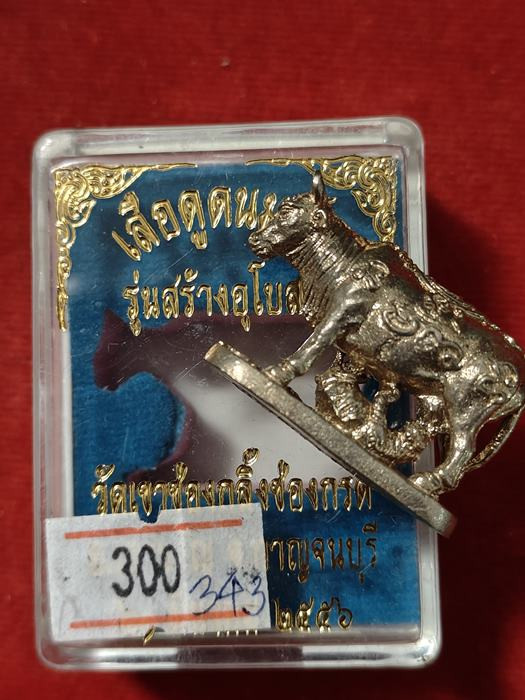 เสือดูดนม
รุ่นสร้างอุโบส
วัดเขาช่องกลิ้งช่องกรด
กาญจนบุรี
300
343
๒๕๕๖